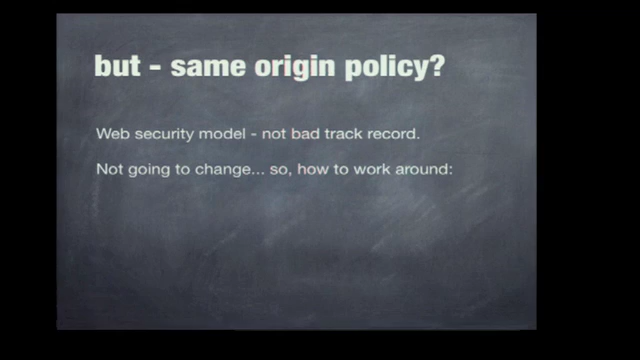 but - same origin policy?
Web security model - not bad track record.
Not going to change... so, how to work around: